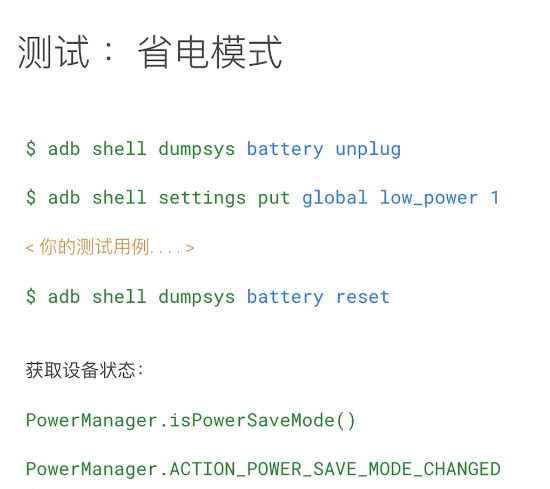 测试： 省电模式
$ adb shell dumpsys battery unplug
$ adb shell settings put global low_power 1
<你的测试用例....>
$ adb shell dumpsys battery reset
获取设备状态：
PowerManager.isPowerSaveMode()
PowerManager.ACTION_POWER_SAVE_MODE_CHANGED